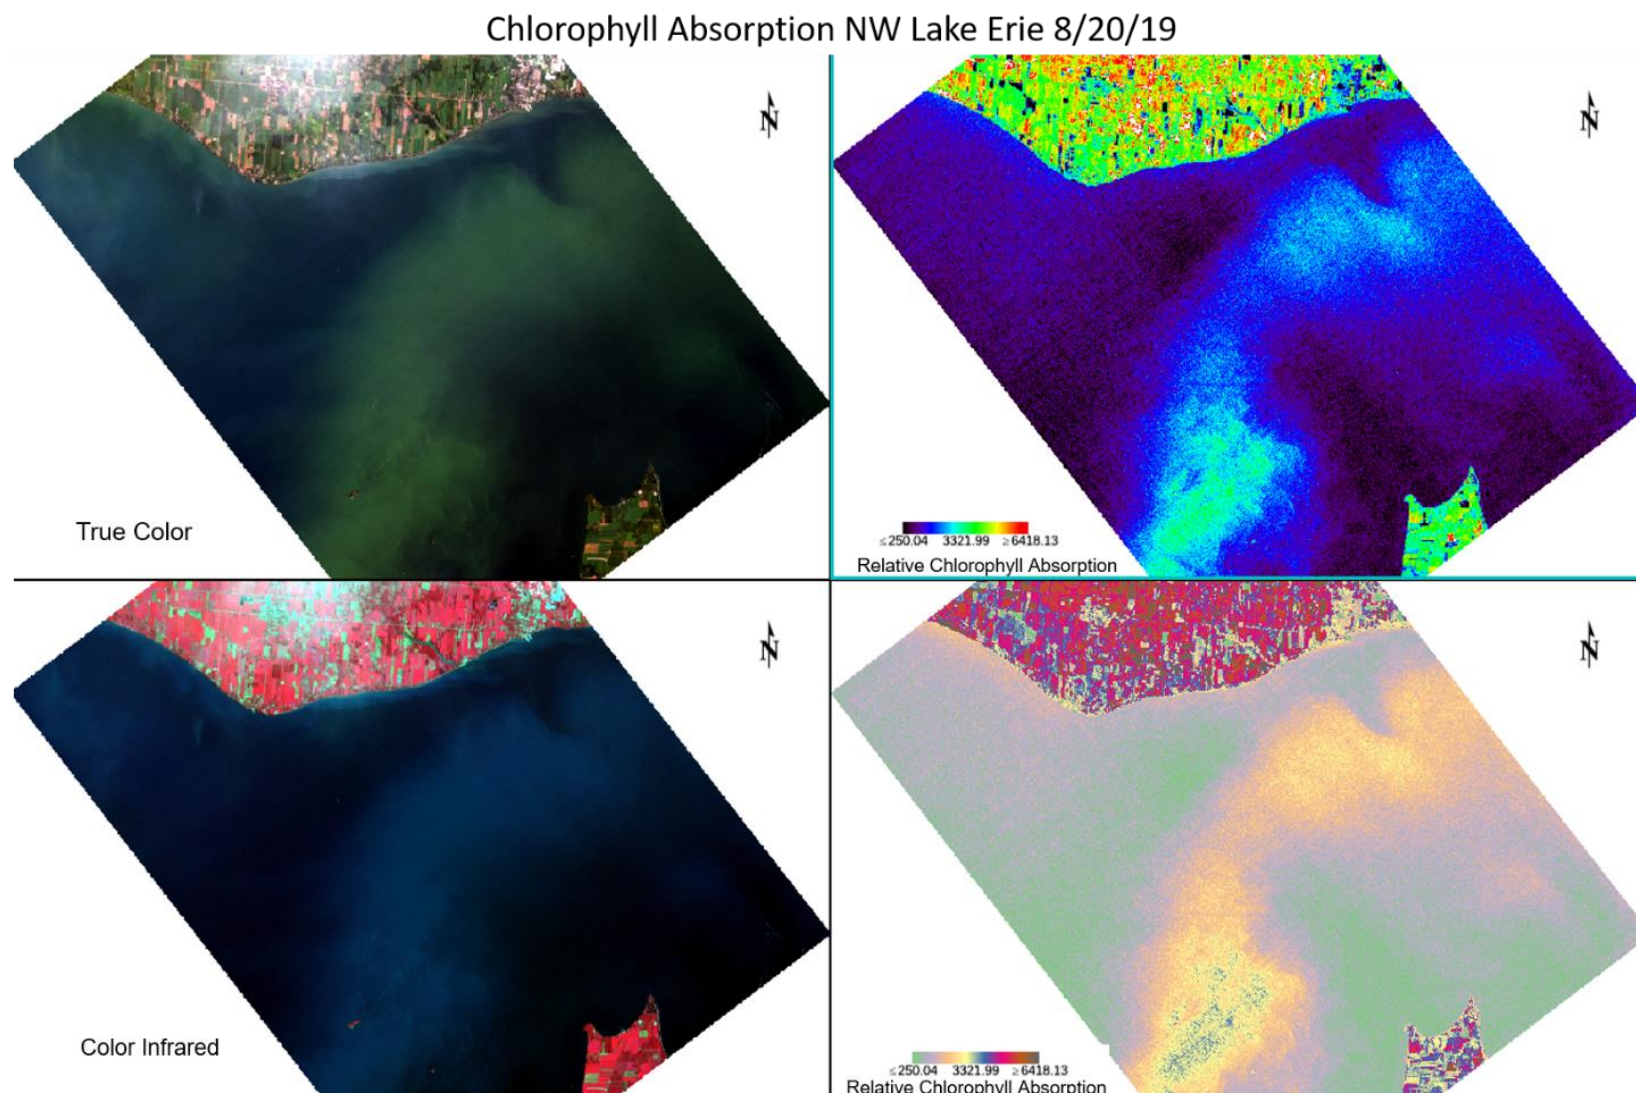 Chlorophyll Absorption NW Lake Erie 8/20/19
N
N
True Color
≤250.04 3321.99 ≥6418.13
Relative Chlorophyll Absorption
N
N
Color Infrared
≤250.04 3321.99 ≥6418.13
Relative Chlorophyll Absorption